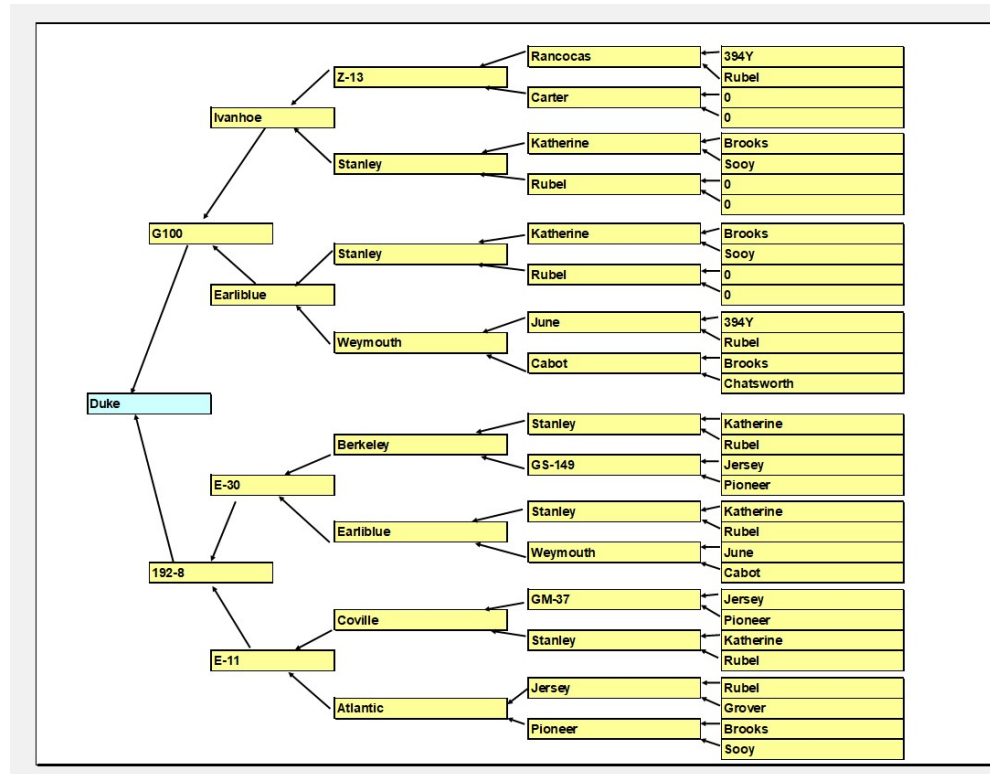 Rancocas 394Y
Z-13 Rubel
Carter 0
Ivanhoe 0
Katherine Brooks
Stanley Sooy
Rubel 0
0
G100 Katherine Brooks
Stanley Sooy
Rubel 0
Earliblue 0
June 394Y
Weymouth Rubel
Cabot Brooks
Chatsworth
Duke
Stanley Katherine
Berkeley Rubel
GS-149 Jersey
E-30 Pioneer
Stanley Katherine
Earliblue Rubel
Weymouth June
192-8 Cabot
GM-37 Jersey
Coville Pioneer
Stanley Katherine
E-11 Rubel
Jersey Rubel
Atlantic Grover
Pioneer Brooks
Sooy